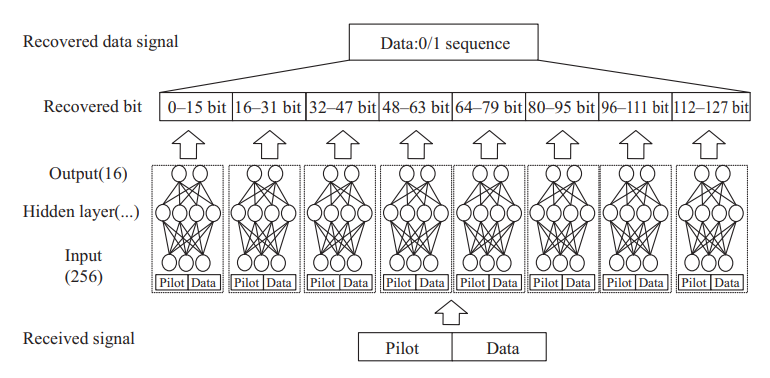 Recovered data signal
Data:0/1 sequence
Recovered bit
0–15 bit 16–31 bit 32–47 bit 48–63 bit 64–79 bit 80–95 bit 96–111 bit 112–127 bit
Output(16)
Hidden layer(...)
Input
(256)
Pilot Data Pilot Data Pilot Data Pilot Data Pilot Data Pilot Data Pilot Data Pilot Data
Received signal
Pilot Data